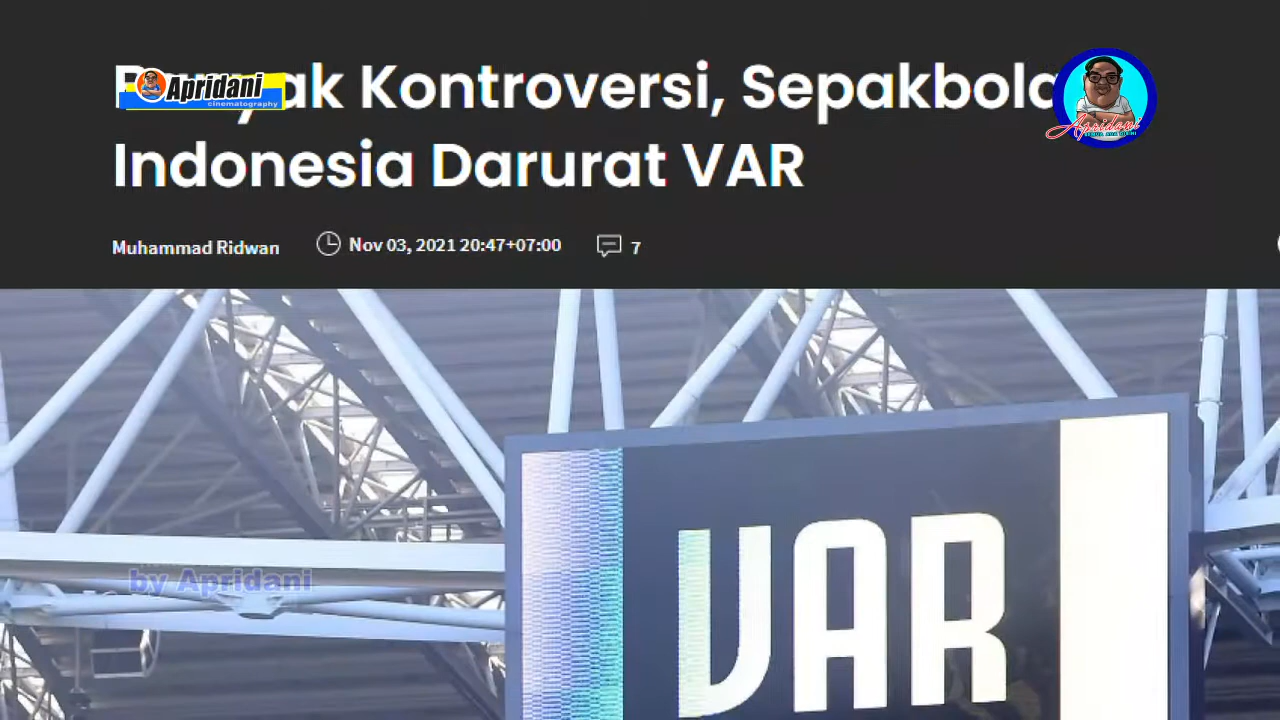 Apridani
cinematography
Kontroversi, Sepakbola
Indonesia Darurat VAR
Apridani
Muhammad Ridwan
Nov 03, 2021 20:47+07:00
7
by Apridani
VAR